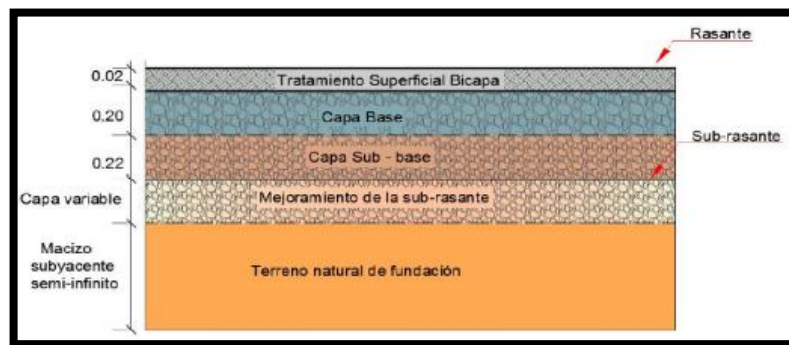 Rasante
0.02
Tratamiento Superficial Bicapa
0.20
Capa Base
Sub-rasante
0.22
Capa Sub - base
Capa variable
Mejoramiento de la sub-rasante
Macizo
subyacente
semi-infinito
Terreno natural de fundación